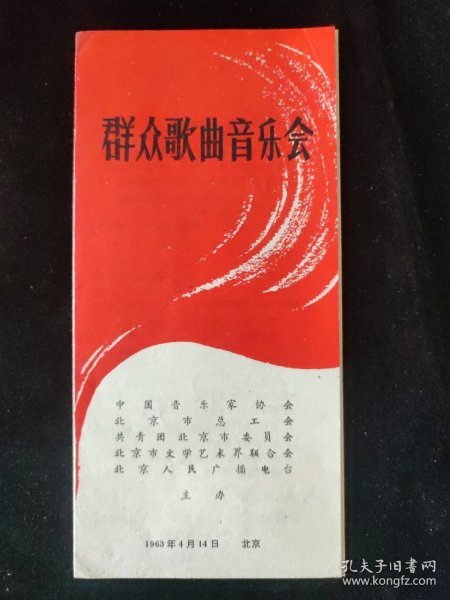 群众歌曲音乐会
中国音乐家协会
北京市总工会
共青团北京市委员会
北京市文学艺术界联合会
北京人民广播电台
主办
1963年4月14日 北京
孔夫子旧书网
www.kongfz.com